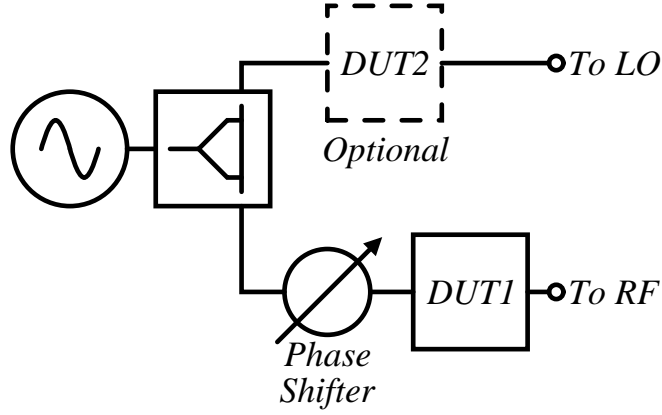 DUT2
To LO
Optional
DUT1
To RF
Phase
Shifter